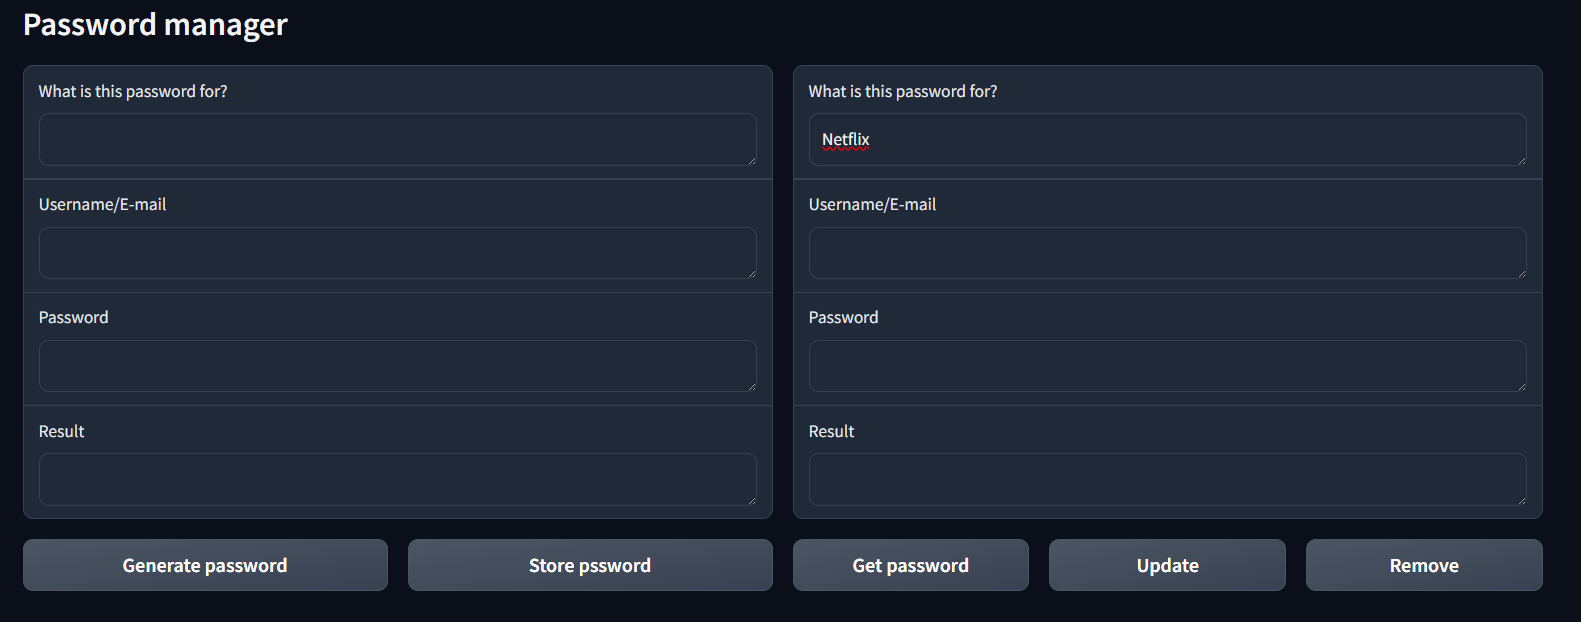 Password manager
What is this password for?
Username/E-mail
Password
Result
Generate password
Store pssword
What is this password for?
Netflix
Username/E-mail
Password
Result
Get password
Update
Remove